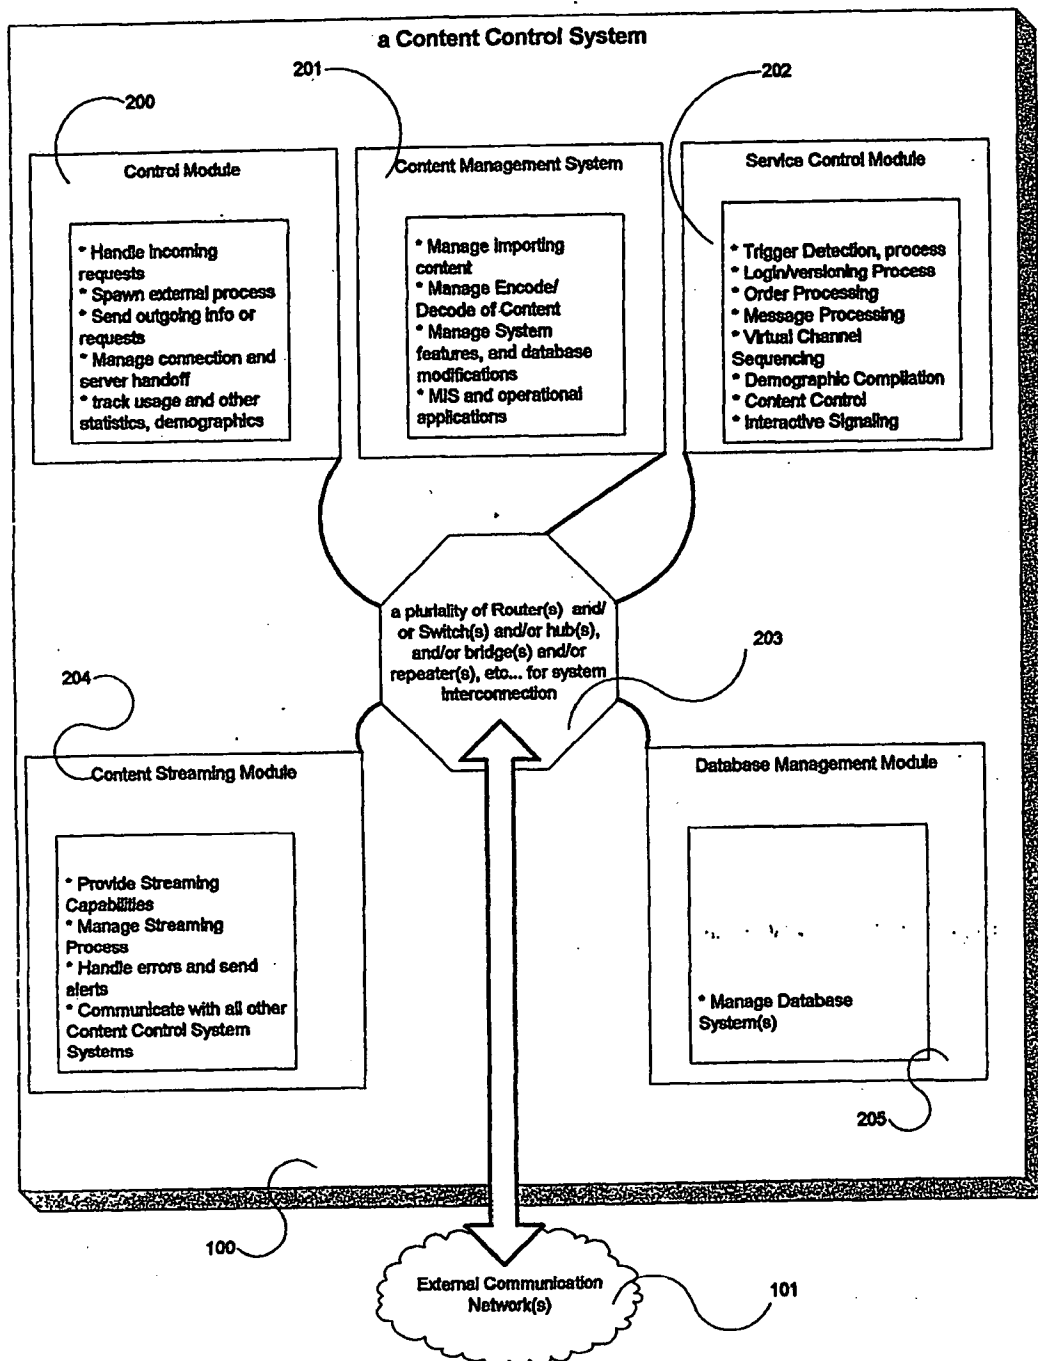 a Content Control System
201
202
200
Control Module
Content Management System
Service Control Module
* Handle Incoming
requests
* Spawn external process
* Send outgoing info or
requests
* Manage connection and
server handoff
* track usage and other
statistics, demographics
* Manage Importing
content
* Manage Encode/
Decode of Content
* Manage System
features, and database
modifications
* MIS and operational
applications
* Trigger Detection, process
* Login/versioning Process
* Order Processing
* Message Processing
* Virtual Channel
Sequencing
* Demographic Compilation
* Content Control
* Interactive Signaling
a pluriality of Router(s) and/
or Switch(s) and/or hub(s),
and/or bridge(s) and/or
repeater(s), etc... for system
Interconnection
203
204
Content Streaming Module
Database Management Module
* Provide Streaming
Capabilities
* Manage Streaming
Process
* Handle errors and send
alerts
* Communicate with all other
Content Control System
Systems
* Manage Database
System(s)
205
100
External Communication
Network(s)
101